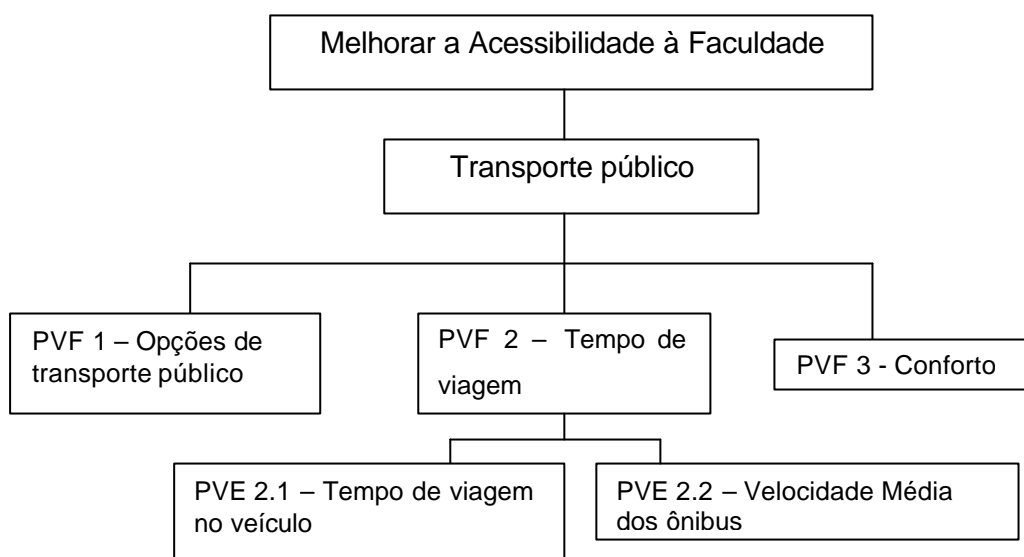 Melhorar a Acessibilidade à Faculdade
Transporte público
PVF 1 – Opções de
transporte público
PVF 2 – Tempo de
viagem
PVF 3 - Conforto
PVE 2.1 – Tempo de viagem
no veículo
PVE 2.2 – Velocidade Média
dos ônibus